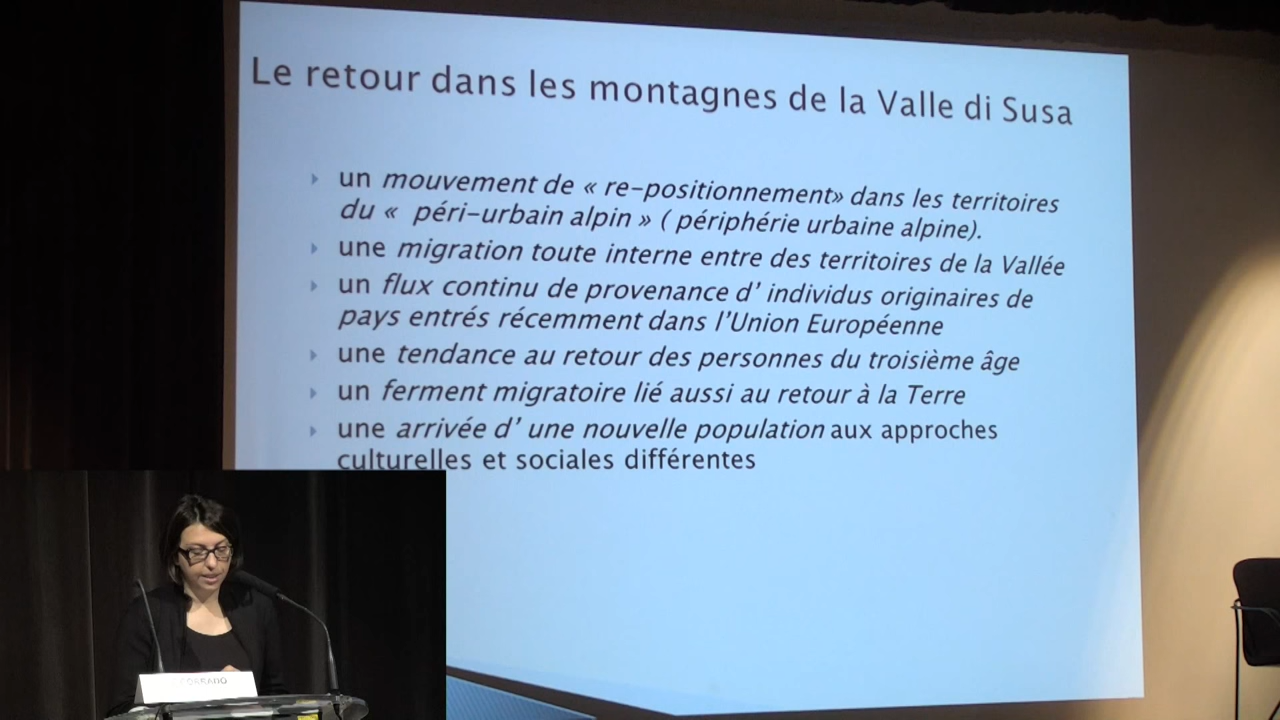 Le retour dans les montagnes de la Valle di Susa
un mouvement de « re-positionnement» dans les territoires
du « péri-urbain alpin » ( périphérie urbaine alpine).
une migration toute interne entre des territoires de la Vallée
un flux continu de provenance d' individus originaires de
pays entrés récemment dans l'Union Européenne
une tendance au retour des personnes du troisième âge
un ferment migratoire lié aussi au retour à la Terre
une arrivée d' une nouvelle population aux approches
culturelles et sociales différentes
CORRADO